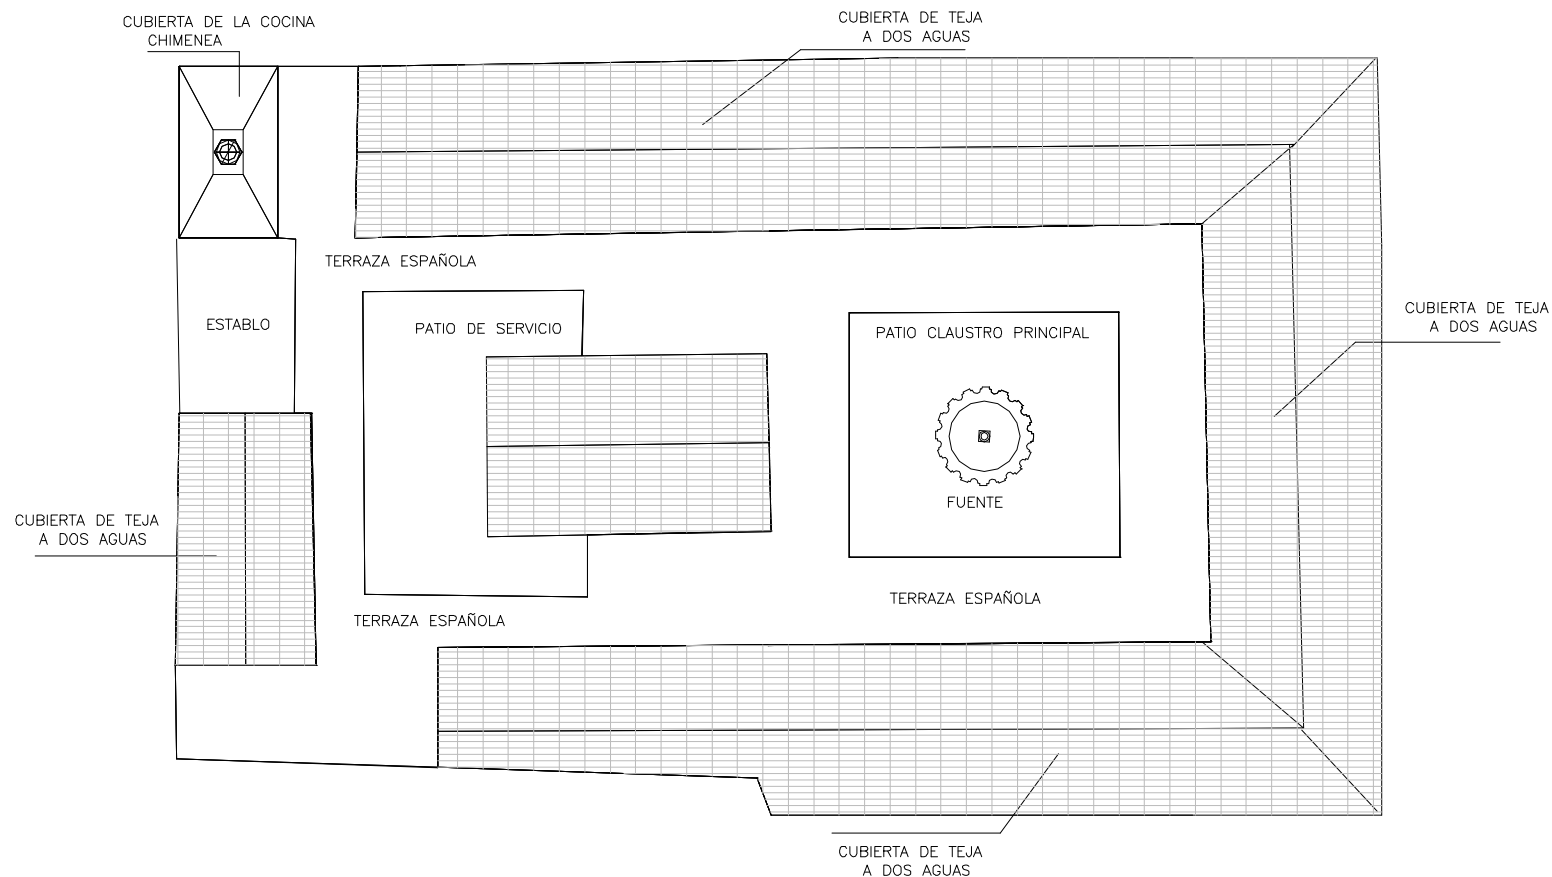 CUBIERTA DE LA COCINA
CHIMENEA
CUBIERTA DE TEJA
A DOS AGUAS
TERRAZA ESPAÑOLA
ESTABLO
PATIO DE SERVICIO
PATIO CLAUSTRO PRINCIPAL
CUBIERTA DE TEJA
A DOS AGUAS
FUENTE
CUBIERTA DE TEJA
A DOS AGUAS
TERRAZA ESPAÑOLA
TERRAZA ESPAÑOLA
CUBIERTA DE TEJA
A DOS AGUAS